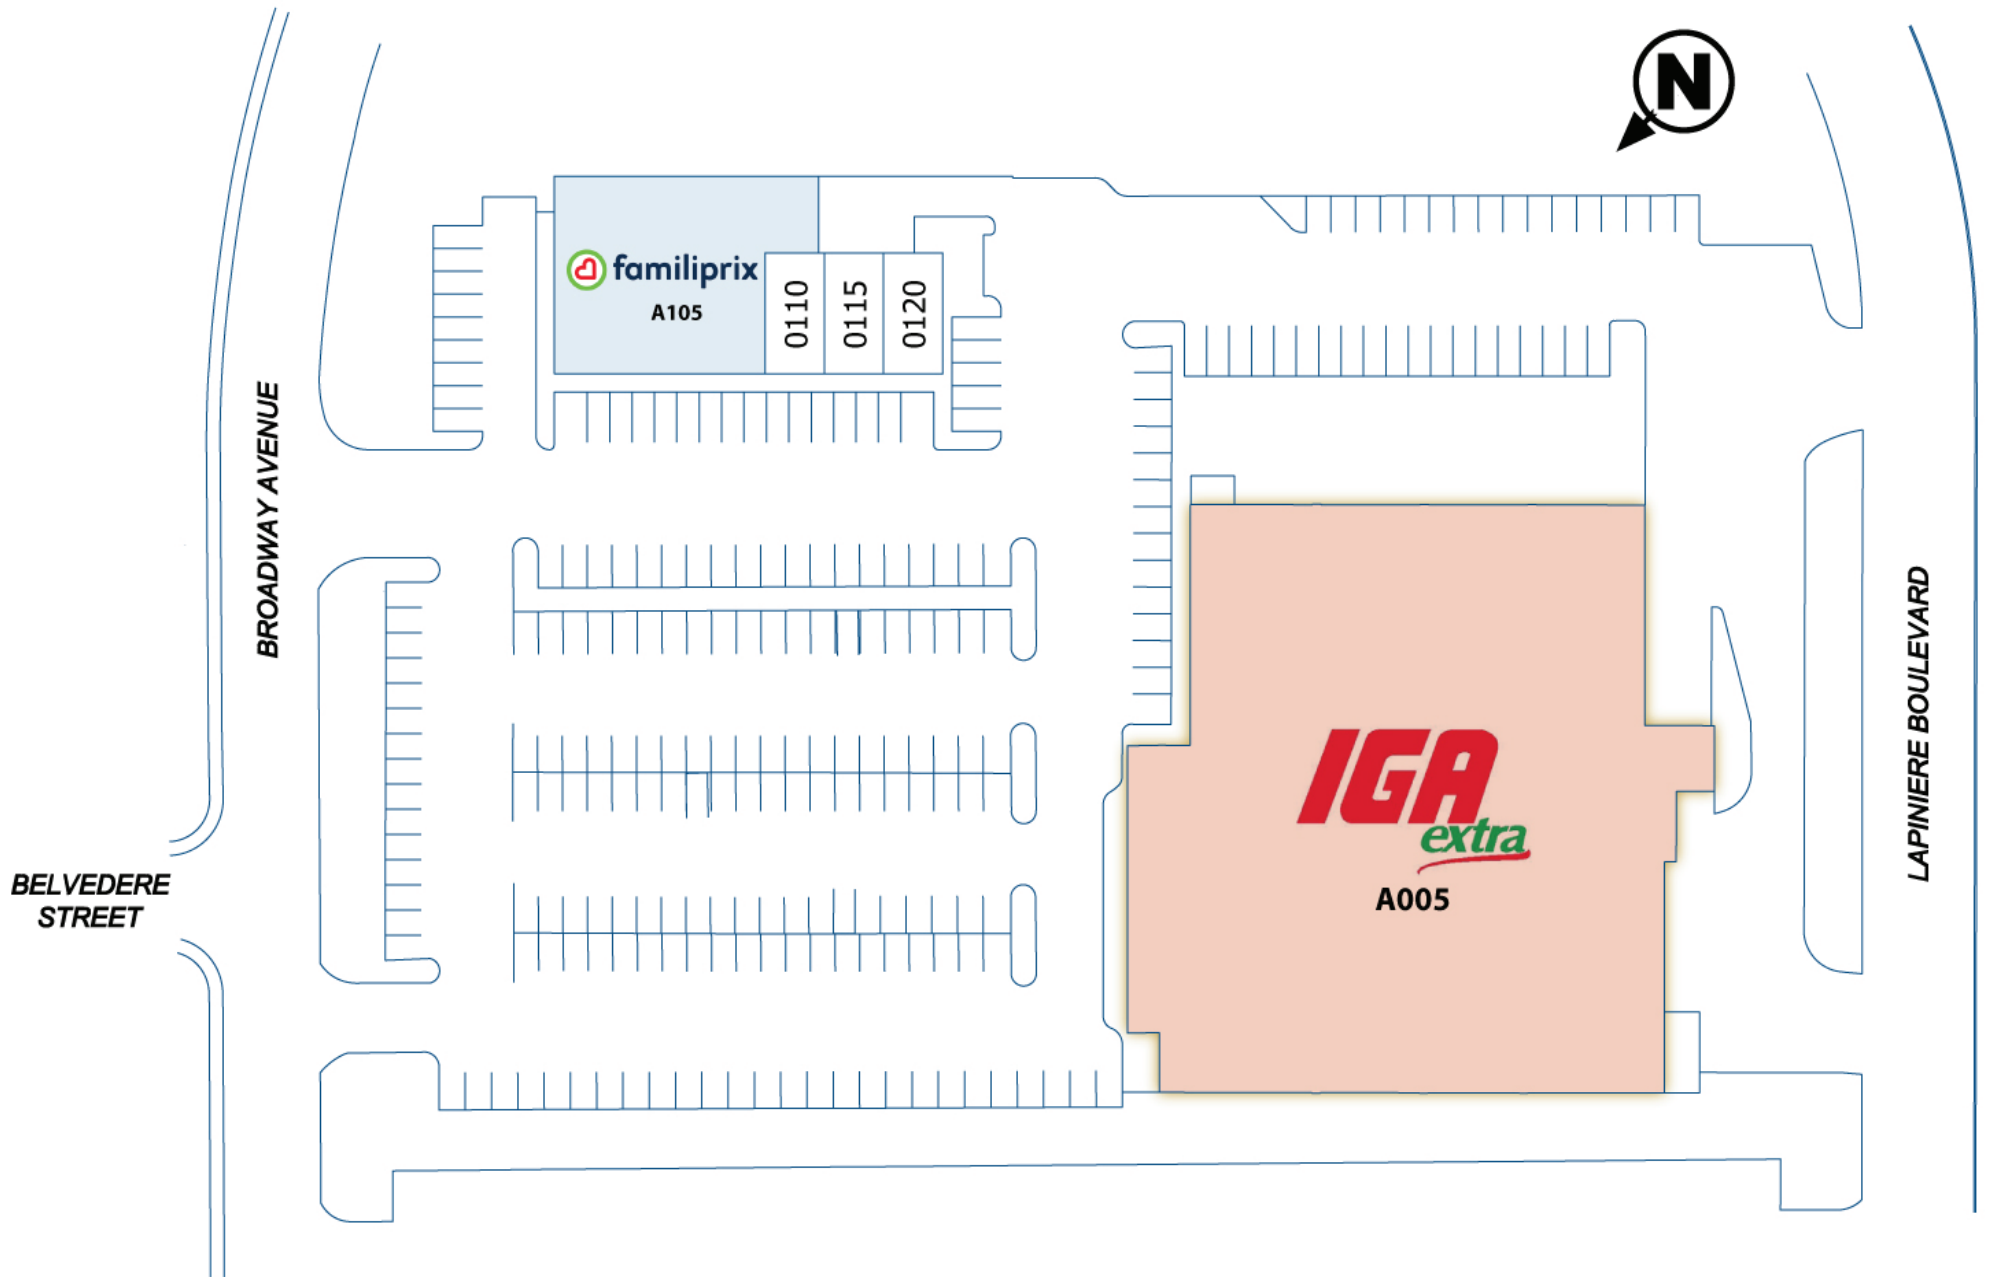 N
familiprix
A105
0110
0115
0120
BROADWAY AVENUE
BELVEDERE
STREET
IGA
extra
A005
LAPINIERE BOULEVARD